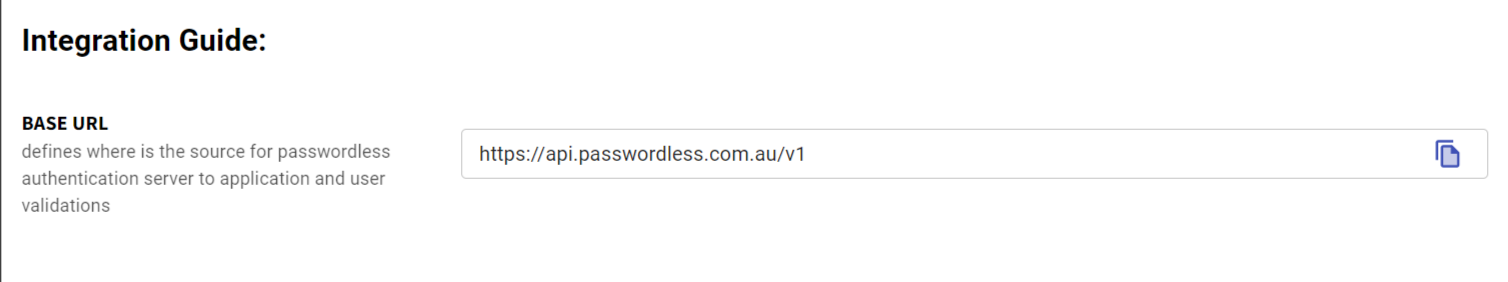 Integration Guide:
BASE URL
defines where is the source for passwordless
authentication server to application and user
validations
https://api.passwordless.com.au/v1